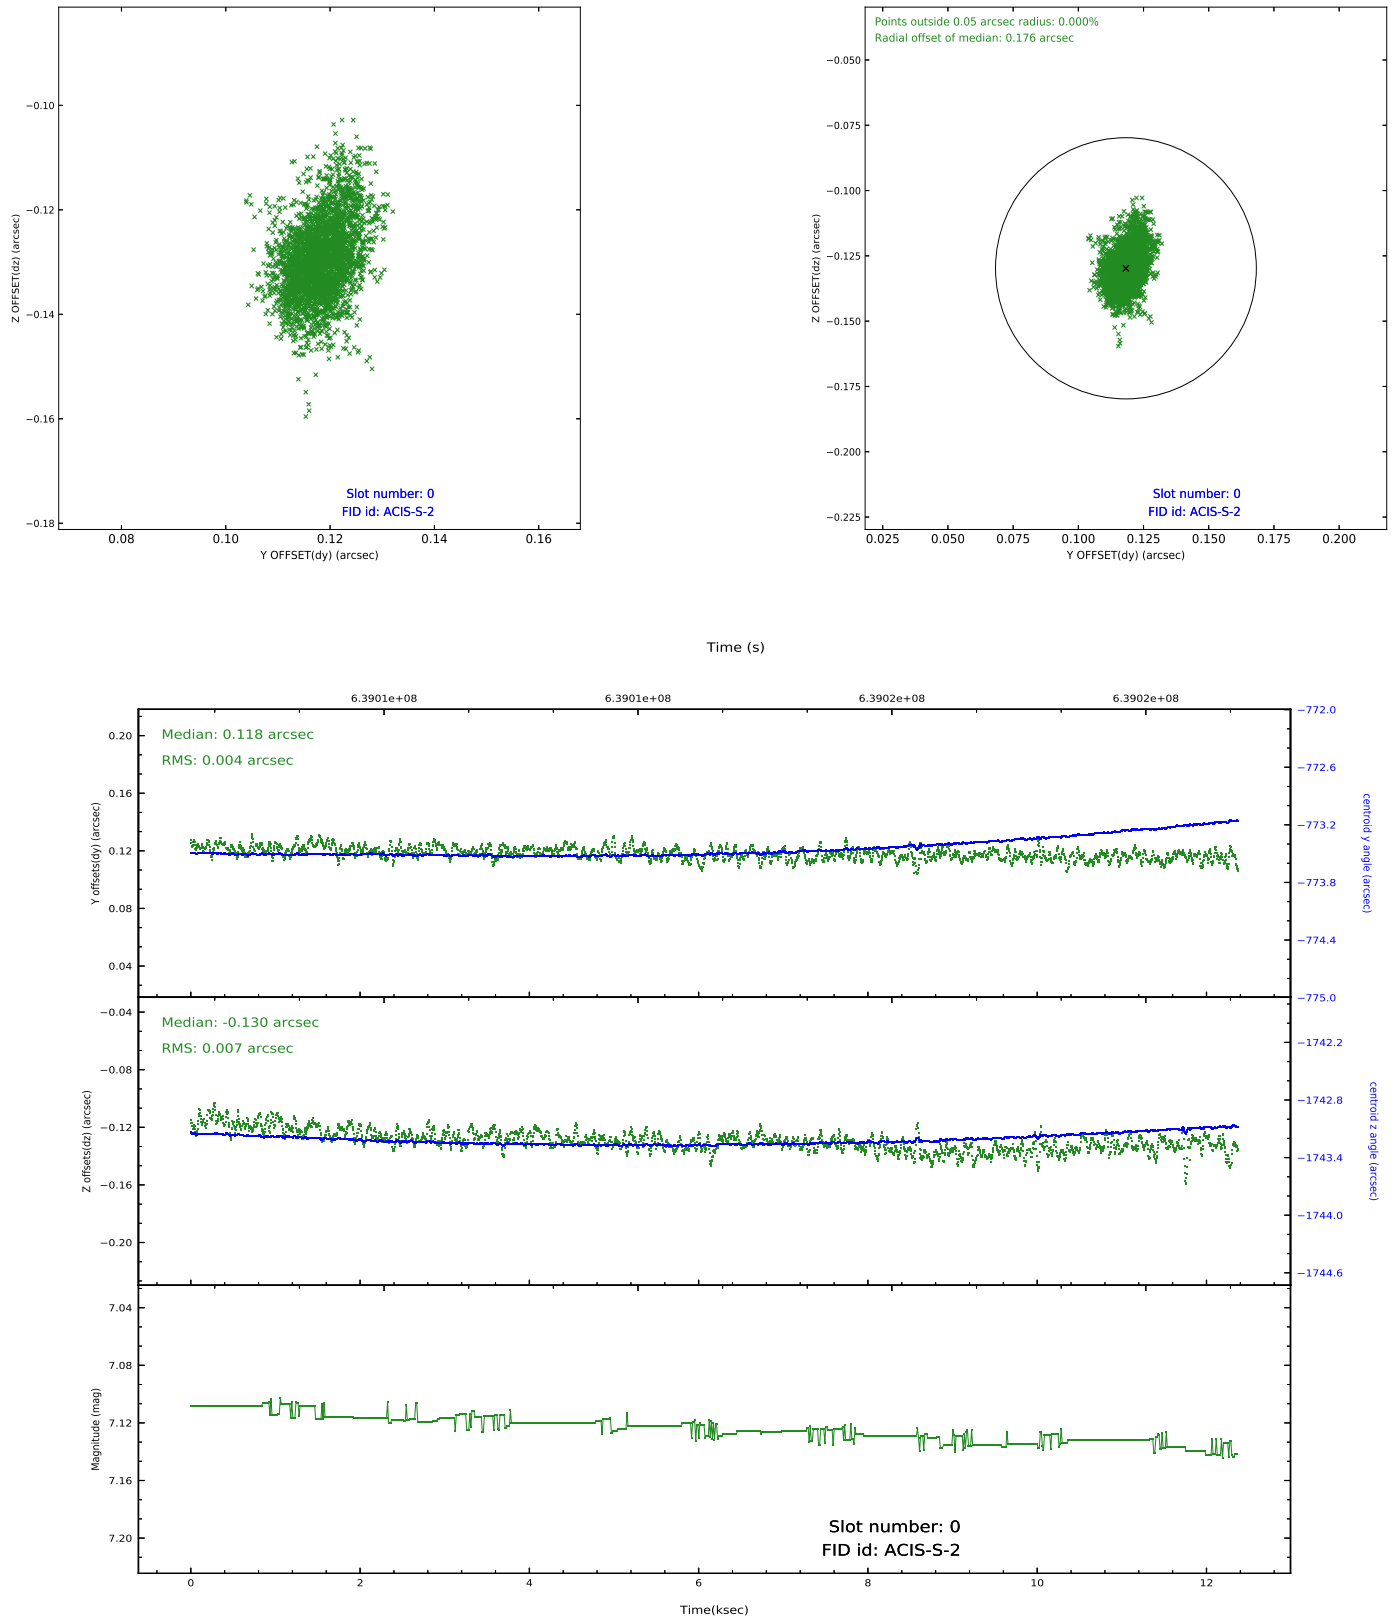 −0.10
−0.12
−0.14
−0.16
−0.18
Z OFFSET(dz) (arcsec)
0.08 0.10 0.12 0.14 0.16
Y OFFSET(dy) (arcsec)
Slot number: 0
FID id: ACIS-S-2
Points outside 0.05 arcsec radius: 0.000%
Radial offset of median: 0.176 arcsec
−0.050
−0.075
−0.100
−0.125
−0.150
−0.175
−0.200
−0.225
Z OFFSET(dz) (arcsec)
0.025 0.050 0.075 0.100 0.125 0.150 0.175 0.200
Y OFFSET(dy) (arcsec)
Slot number: 0
FID id: ACIS-S-2
Time (s)
6.3901e+08 6.3901e+08 6.3902e+08 6.3902e+08
Median: 0.118 arcsec
RMS: 0.004 arcsec
0.20
0.16
0.12
0.08
0.04
Y offsets(dy) (arcsec)
−772.0
−772.6
−773.2
−773.8
−774.4
−775.0
centroid y angle (arcsec)
Median: -0.130 arcsec
RMS: 0.007 arcsec
−0.04
−0.08
−0.12
−0.16
−0.20
Z offsets(dz) (arcsec)
−1742.2
−1742.8
−1743.4
−1744.0
−1744.6
centroid z angle (arcsec)
7.04
7.08
7.12
7.16
7.20
Magnitude (mag)
Slot number: 0
FID id: ACIS-S-2
0 2 4 6 8 10 12
Time(ksec)